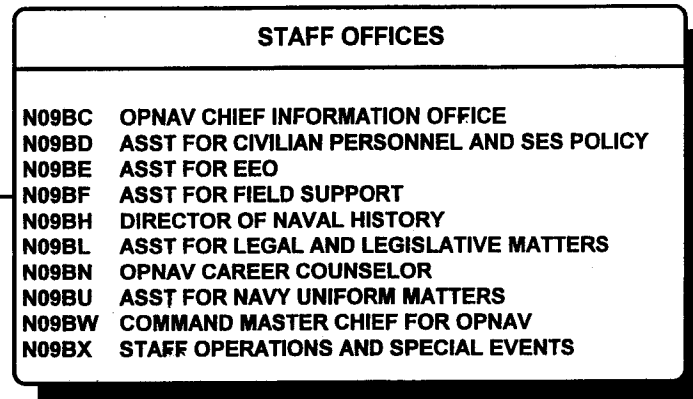 STAFF OFFICES
N09BC OPNAV CHIEF INFORMATION OFFICE
N09BD ASST FOR CIVILIAN PERSONNEL AND SES POLICY
N09BE ASST FOR EEO
N09BF ASST FOR FIELD SUPPORT
N09BH DIRECTOR OF NAVAL HISTORY
N09BL ASST FOR LEGAL AND LEGISLATIVE MATTERS
N09BN OPNAV CAREER COUNSELOR
N09BU ASST FOR NAVY UNIFORM MATTERS
N09BW COMMAND MASTER CHIEF FOR OPNAV
N09BX STAFF OPERATIONS AND SPECIAL EVENTS